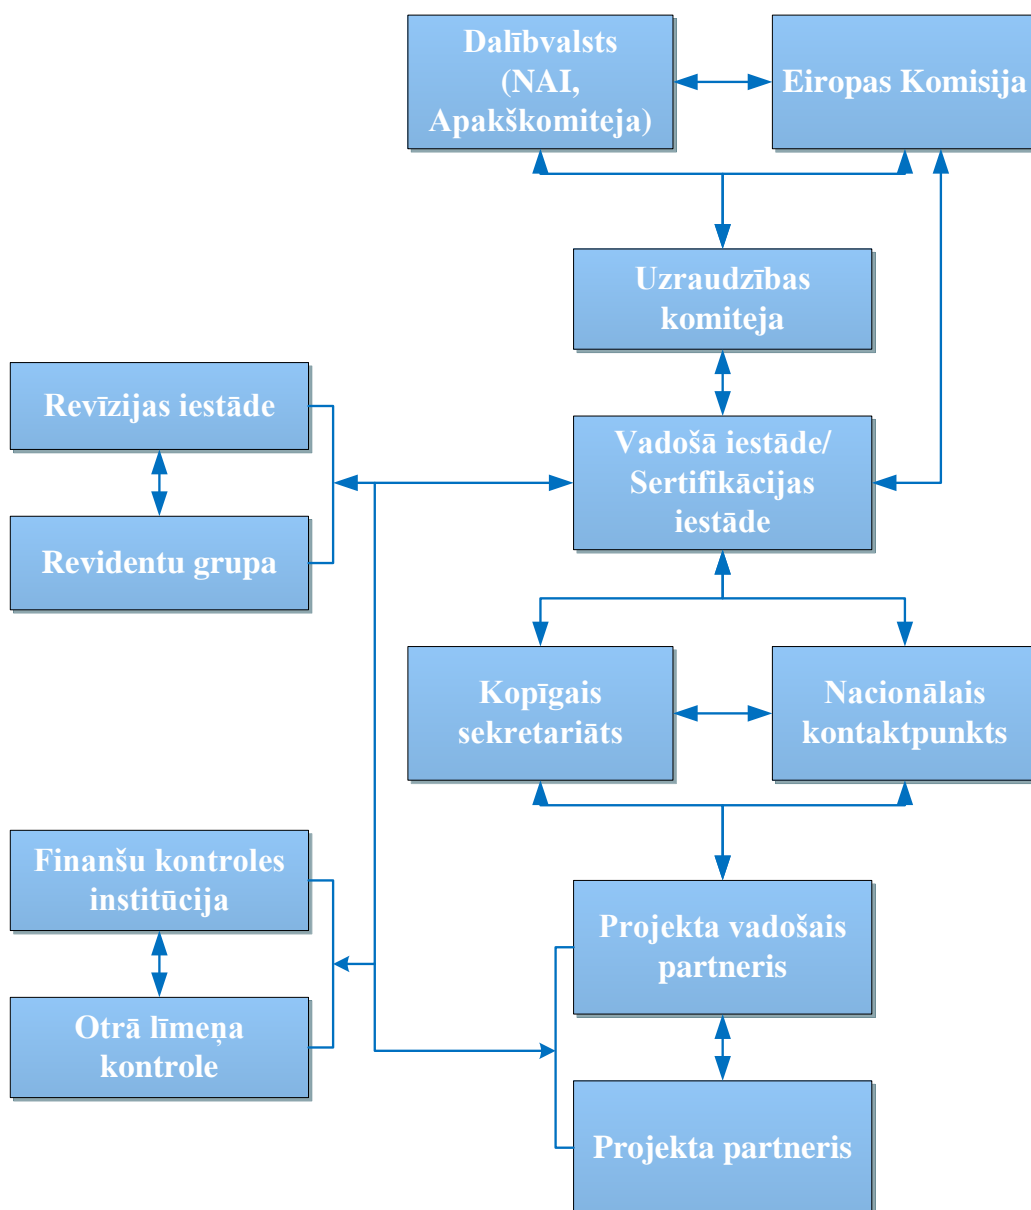 Dalībvalsts
(NAI,
Apakškomiteja)
Eiropas Komisija
Uzraudzības
komiteja
Revīzijas iestāde
Vadošā iestāde/
Sertifikācijas
iestāde
Revidentu grupa
Kopīgais
sekretariāts
Nacionālais
kontaktpunkts
Finanšu kontroles
institūcija
Projekta vadošais
partneris
Otrā līmeņa
kontrole
Projekta partneris